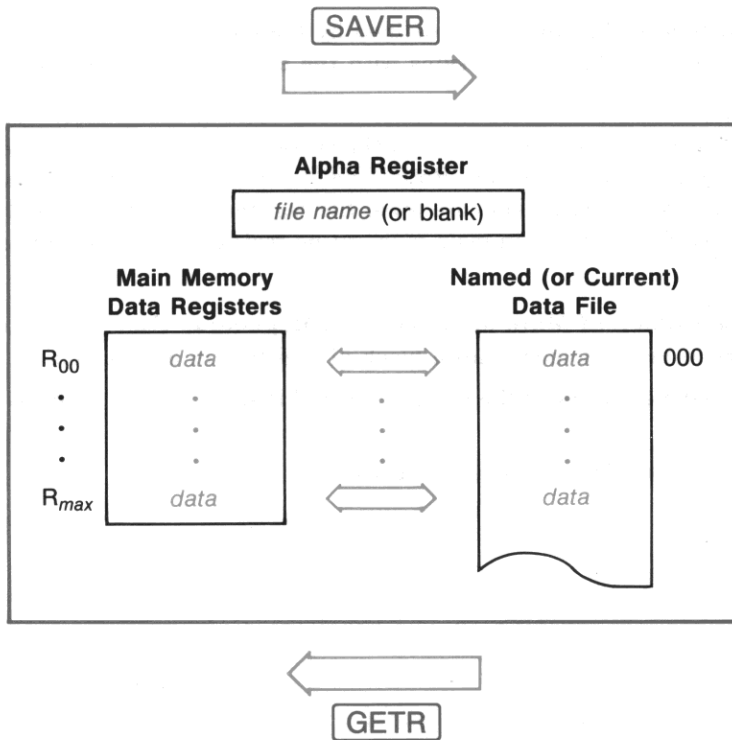 SAVER
Alpha Register
file name (or blank)
Main Memory
Data Registers
Named (or Current)
Data File
R00 data data 000
Rmax data data
GETR